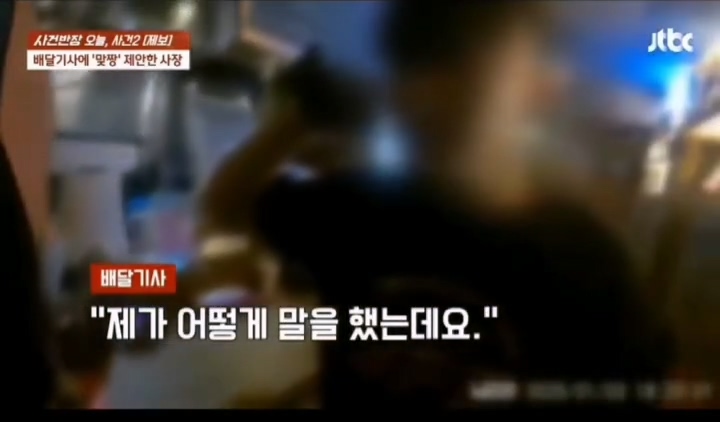 사건반장 오늘, 사건2 [제보]
jtbc
배달기사에 '맞짱' 제안한 사장
배달기사
"제가 어떻게 말을 했는데요."